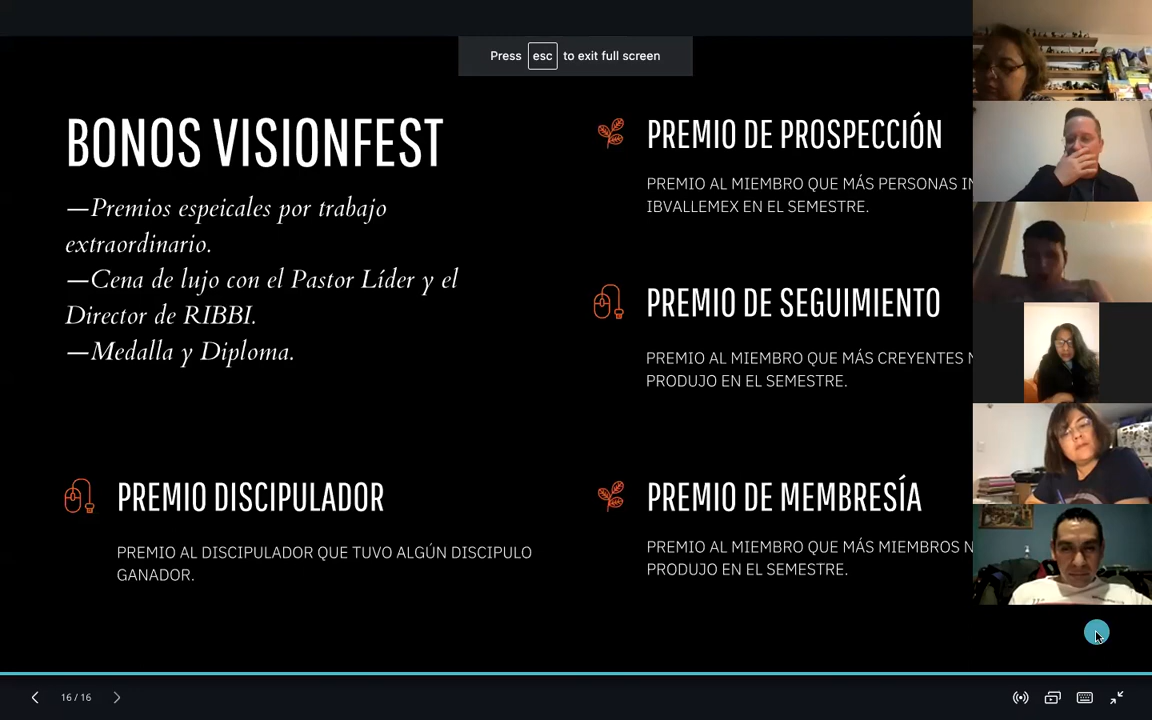 Press esc to exit full screen
BONOS VISIONFEST
—Premios espeicales por trabajo
extraordinario.
—Cena de lujo con el Pastor Líder y el
Director de RIBBI.
—Medalla y Diploma.
PREMIO DE PROSPECCIÓN
PREMIO AL MIEMBRO QUE MÁS PERSONAS
IBVALLEMEX EN EL SEMESTRE.
PREMIO DE SEGUIMIENTO
PREMIO AL MIEMBRO QUE MÁS CREYENTES
PRODUJO EN EL SEMESTRE.
PREMIO DISCIPULADOR
PREMIO AL DISCIPULADOR QUE TUVO ALGÚN DISCIPULO
GANADOR.
PREMIO DE MEMBRESÍA
PREMIO AL MIEMBRO QUE MÁS MIEMBROS
PRODUJO EN EL SEMESTRE.
16 / 16